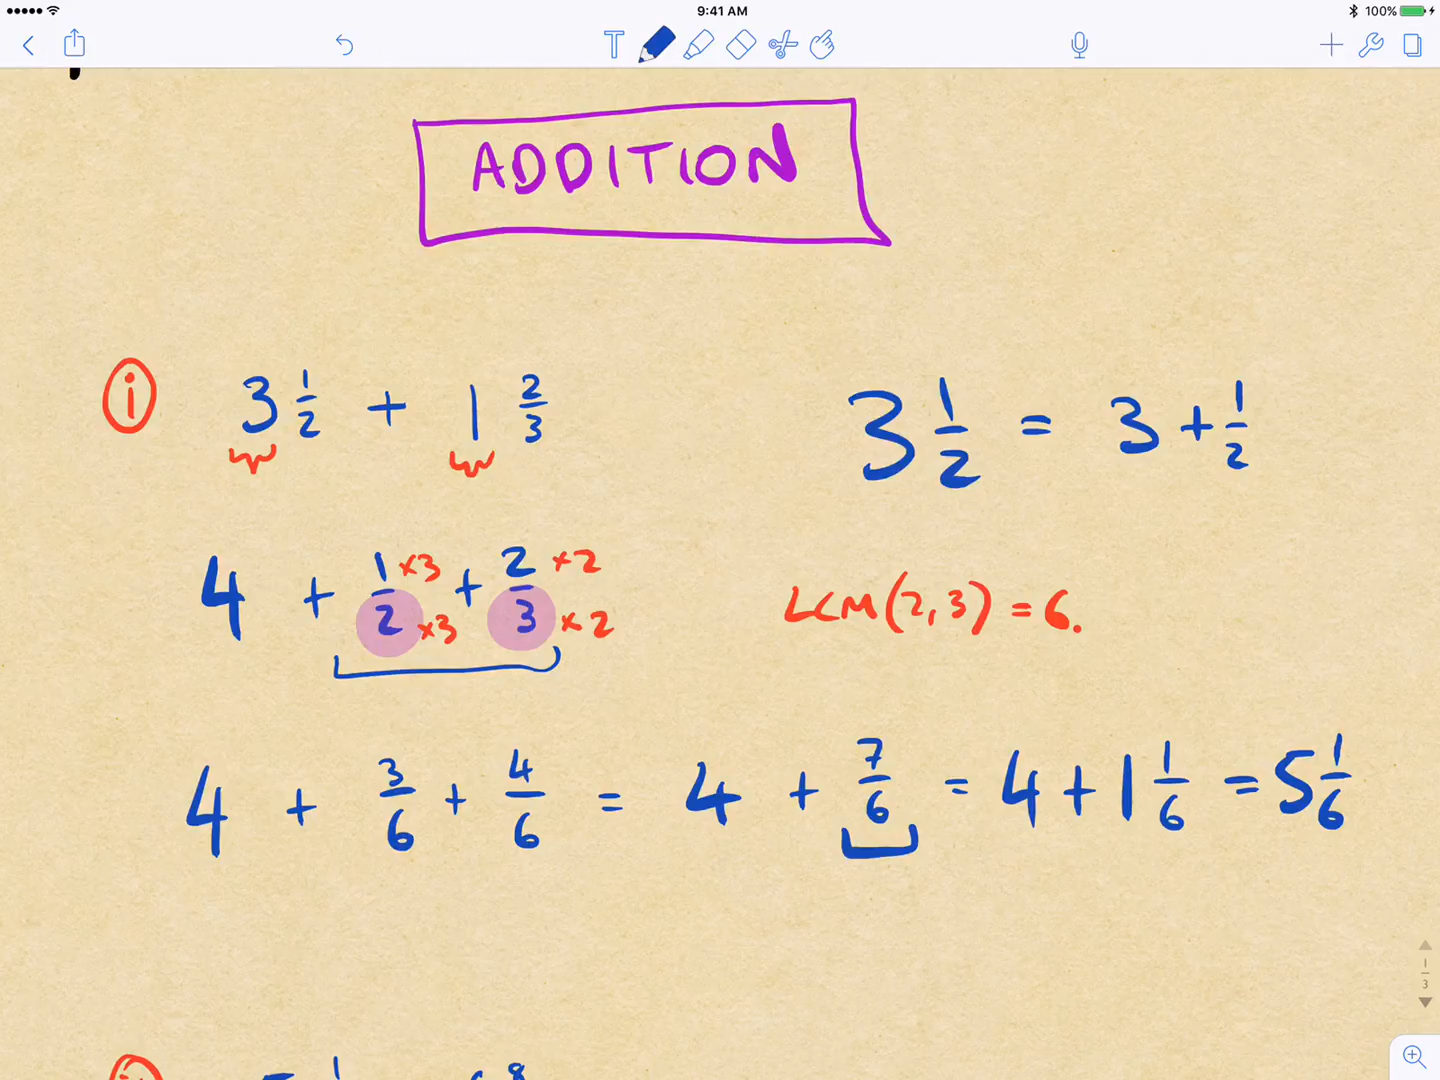 9:41 AM
100%
T
ADDITION
i 3 1/2 + 1 2/3
3 1/2 = 3 + 1/2
4 + 1/2 ×3 ×3 + 2/3 ×2 ×2
LCM(2,3) = 6.
4 + 3/6 + 4/6 = 4 + 7/6 = 4 + 1 1/6 = 5 1/6
1
3